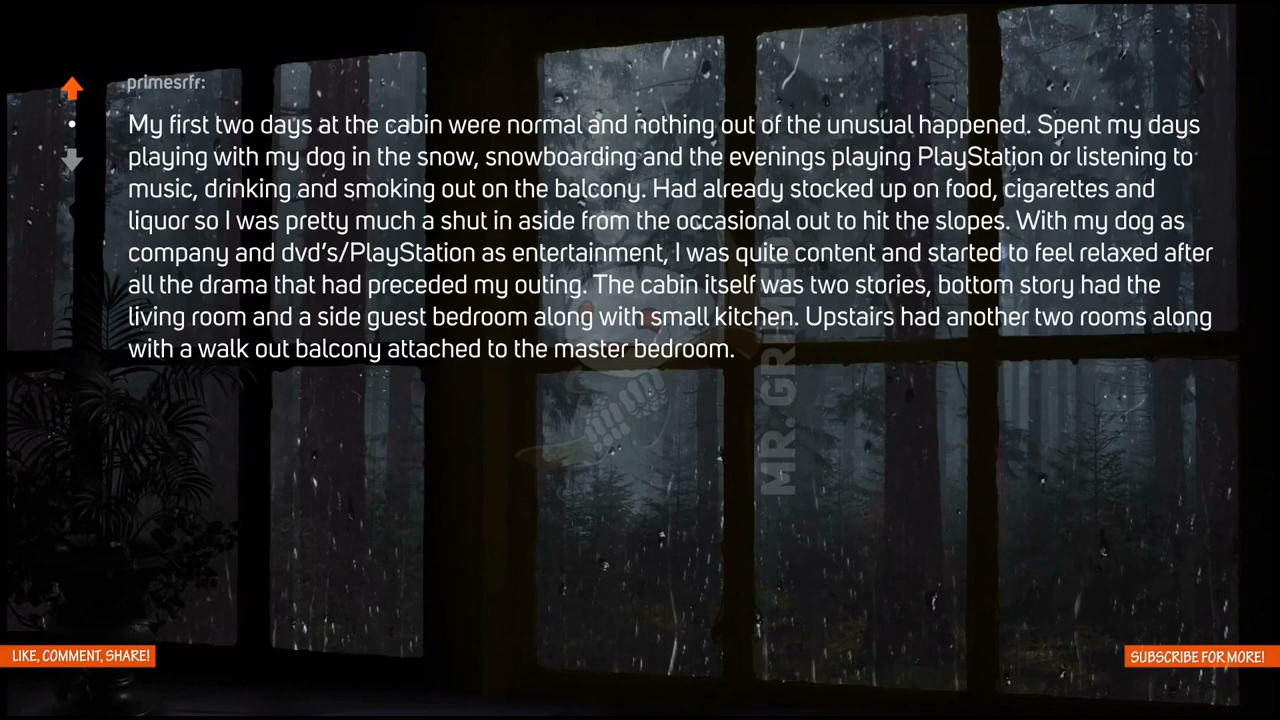 primesrfr:
My first two days at the cabin were normal and nothing out of the unusual happened. Spent my days
playing with my dog in the snow, snowboarding and the evenings playing PlayStation or listening to
music, drinking and smoking out on the balcony. Had already stocked up on food, cigarettes and
liquor so I was pretty much a shut in aside from the occasional out to hit the slopes. With my dog as
company and dvd's/PlayStation as entertainment, I was quite content and started to feel relaxed after
all the drama that had preceded my outing. The cabin itself was two stories, bottom story had the
living room and a side guest bedroom along with small kitchen. Upstairs had another two rooms along
with a walk out balcony attached to the master bedroom.
MR. GRIM
LIKE, COMMENT, SHARE!
SUBSCRIBE FOR MORE!